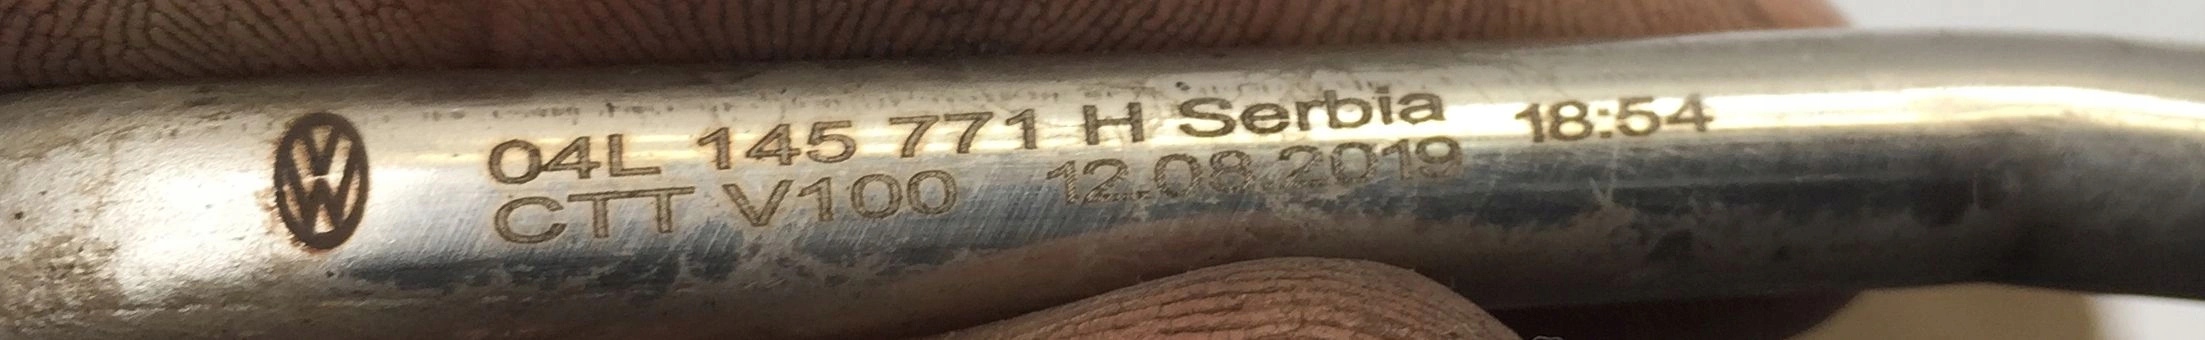 04L 145 771 H Serbia 18:54
CTT V100 12.08.2019